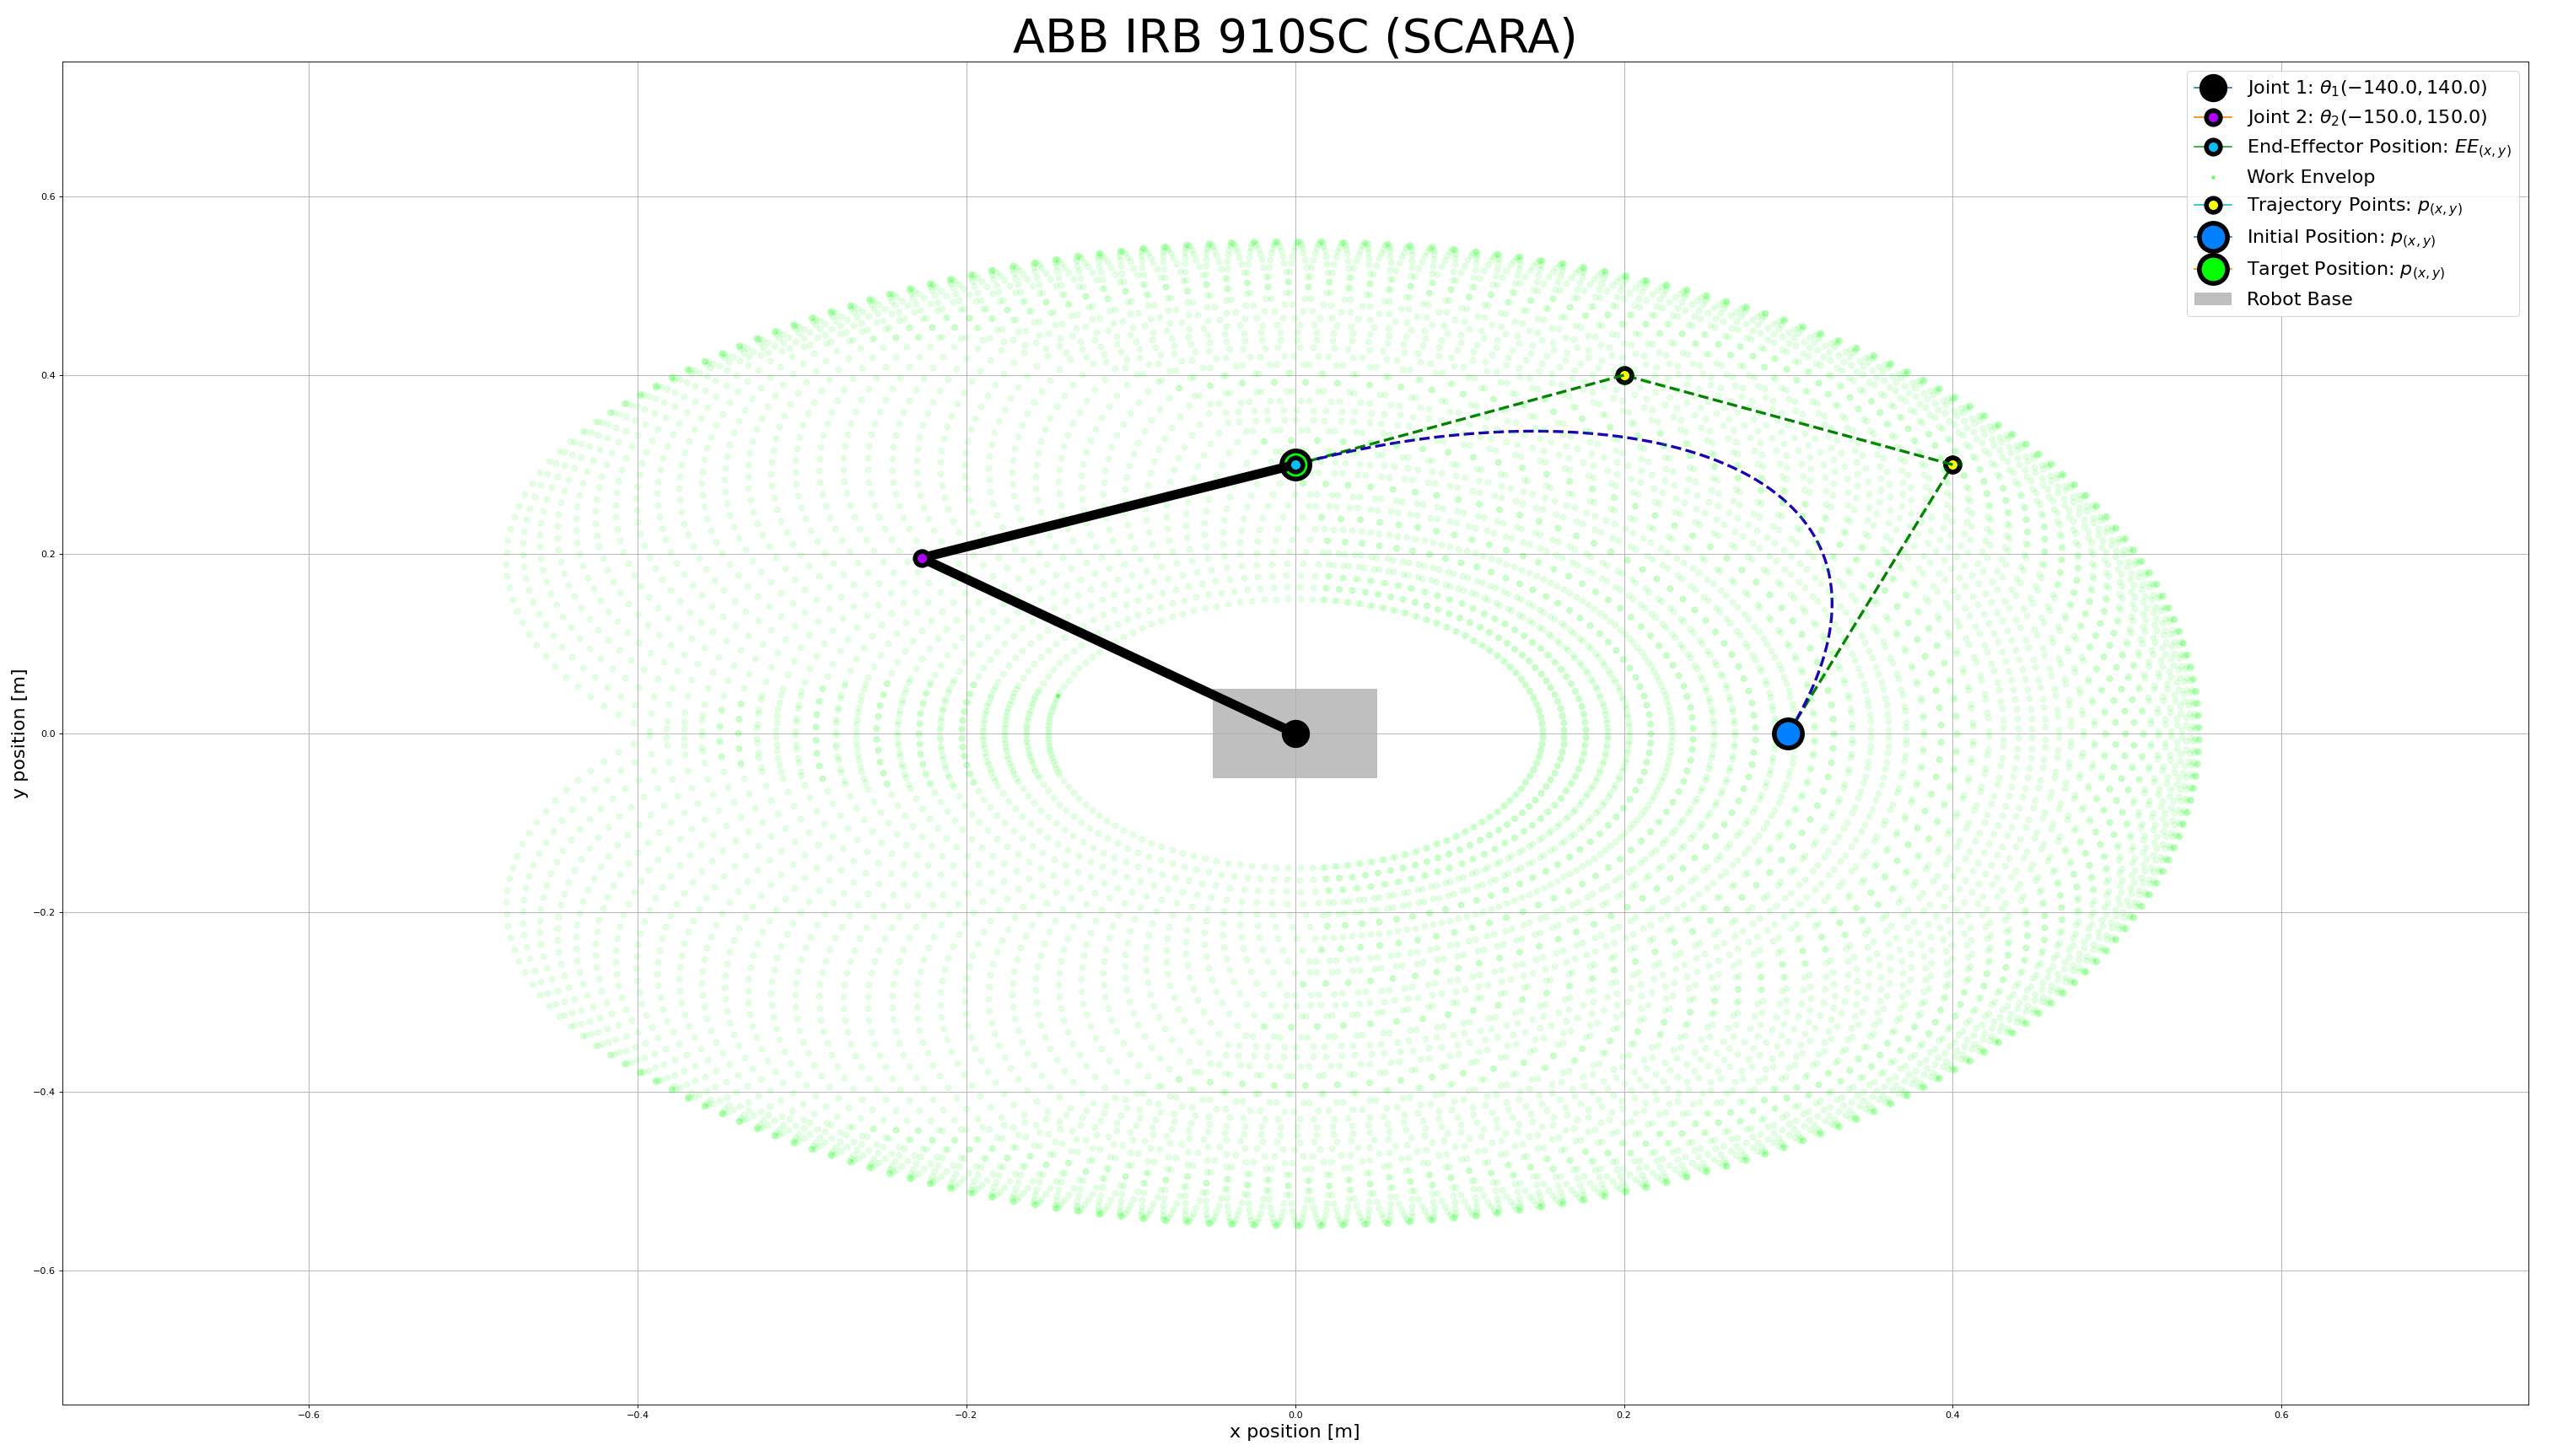 ABB IRB 910SC (SCARA)
Joint 1: θ₁(−140.0, 140.0)
Joint 2: θ₂(−150.0, 150.0)
End-Effector Position: EE₍ₓ,ᵧ₎
Work Envelop
Trajectory Points: p₍ₓ,ᵧ₎
Initial Position: p₍ₓ,ᵧ₎
Target Position: p₍ₓ,ᵧ₎
Robot Base
y position [m]
0.6
0.4
0.2
0.0
−0.2
−0.4
−0.6
−0.6 −0.4 −0.2 0.0 0.2 0.4 0.6
x position [m]